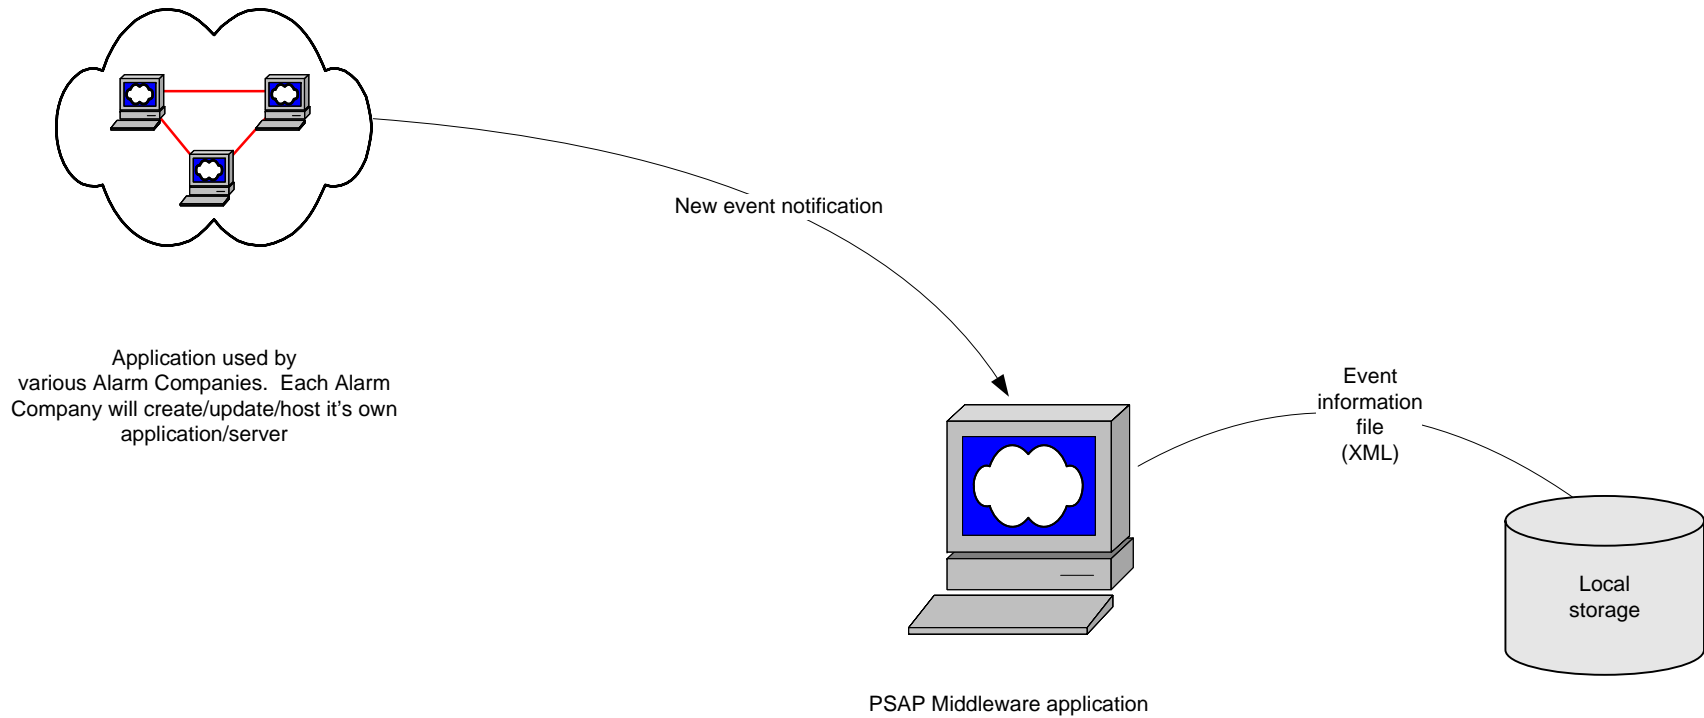 New event notification
Application used by
various Alarm Companies.  Each Alarm
Company will create/update/host it's own
application/server
Event
information
file
(XML)
Local
storage
PSAP Middleware application